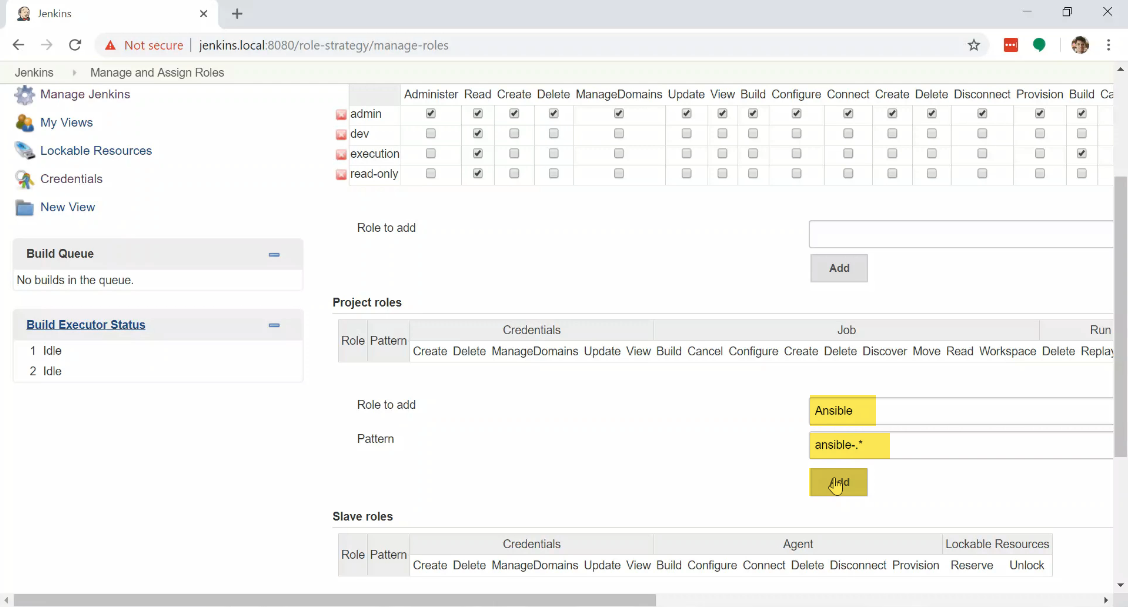 Jenkins
Not secure | jenkins.local:8080/role-strategy/manage-roles
Jenkins Manage and Assign Roles
Manage Jenkins
My Views
Lockable Resources
Credentials
New View
Build Queue
No builds in the queue.
Build Executor Status
1 Idle
2 Idle
Administer Read Create Delete ManageDomains Update View Build Configure Connect Create Delete Disconnect Provision Build Ca
admin
dev
execution
read-only
Role to add
Add
Project roles
Role Pattern
Credentials Job Run
Create Delete ManageDomains Update View Build Cancel Configure Create Delete Discover Move Read Workspace Delete Replay
Role to add
Ansible
Pattern
ansible-.*
Add
Slave roles
Role Pattern
Credentials Agent Lockable Resources
Create Delete ManageDomains Update View Build Configure Connect Delete Disconnect Provision Reserve Unlock